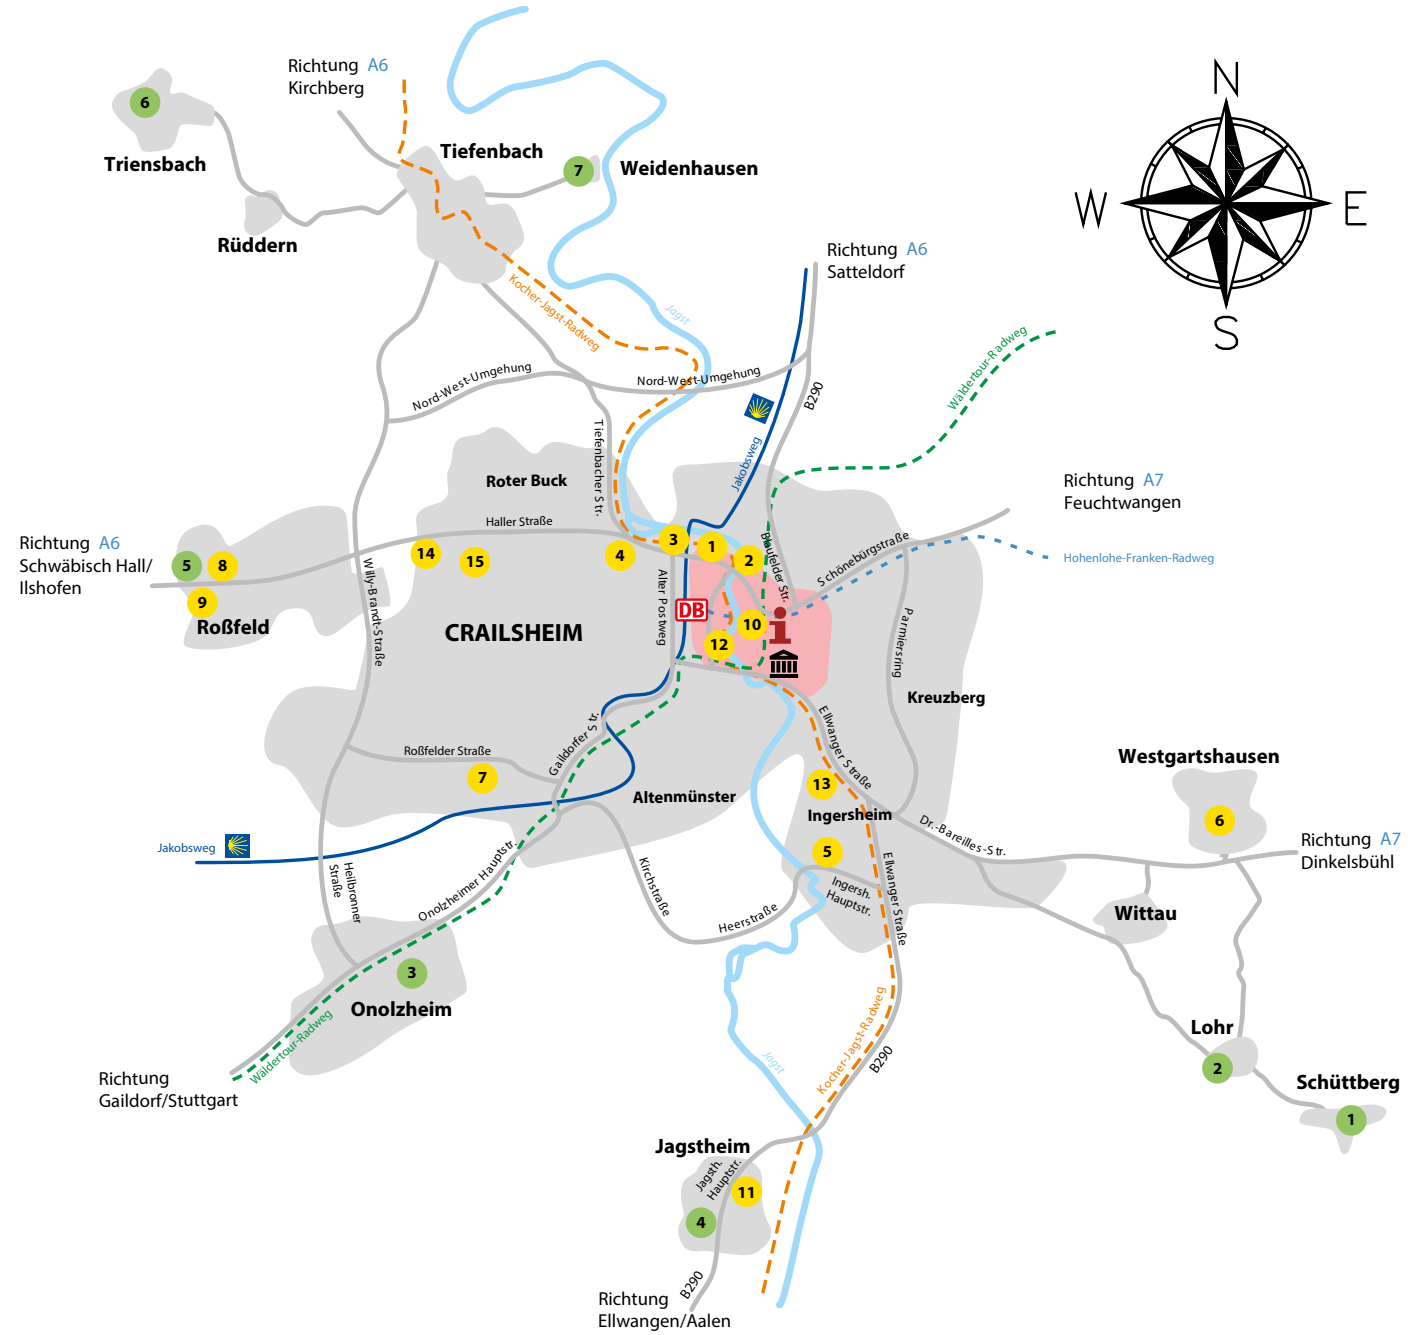 Richtung A6
Kirchberg
N
W
E
S
6
Triensbach
Tiefenbach
7
Weidenhausen
Rüddern
Richtung A6
Satteldorf
Kocher-Jagst-Radweg
Jagst
Wäldertour-Radweg
Nord-West-Umgehung
Nord-West-Umgehung
B290
Tiefenbacher Str.
Jakobsweg
Roter Buck
Richtung A7
Feuchtwangen
Haller Straße
Richtung A6
Schwäbisch Hall/
Ilshofen
5
8
9
Roßfeld
14
15
4
3
1
2
Blaufelder Str.
Schönebürgstraße
Hohenlohe-Franken-Radweg
Willy-Brandt-Straße
Alter Postweg
DB
10
i
12
CRAILSHEIM
Parmiersring
Kreuzberg
Gaildorfer Str.
Ellwanger Straße
Roßfelder Straße
7
Altenmünster
13
Ingersheim
Westgartshausen
6
Dr.-Bareilles-Str.
Richtung A7
Dinkelsbühl
Jakobsweg
Heilbronner
Straße
Onolzheimer Hauptstr.
Kirchstraße
5
Ingersh.
Hauptstr.
Ellwanger Straße
Heerstraße
Wittau
3
Onolzheim
Wäldertour-Radweg
Kocher-Jagst-Radweg
Jagst
B290
Lohr
2
Schüttberg
1
Richtung
Gaildorf/Stuttgart
Jagstheim
Jagsth.
Hauptstr.
11
4
B290
Richtung
Ellwangen/Aalen